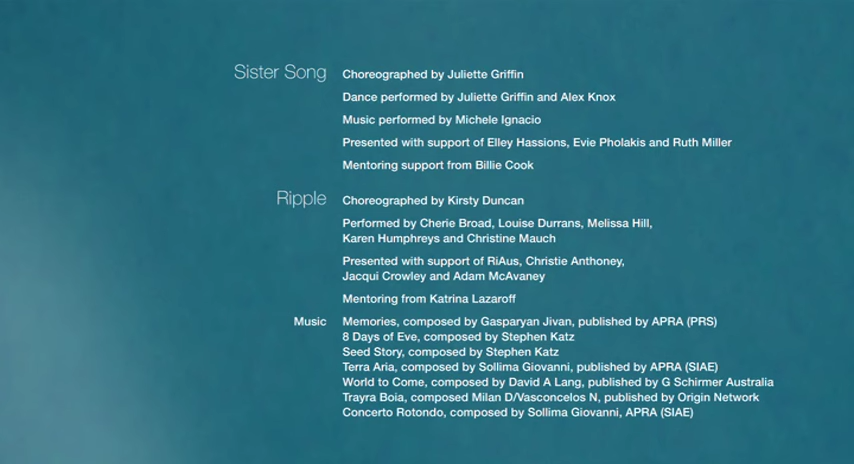 Sister Song Choreographed by Juliette Griffin
Dance performed by Juliette Griffin and Alex Knox
Music performed by Michele Ignacio
Presented with support of Elley Hassions, Evie Pholakis and Ruth Miller
Mentoring support from Billie Cook
Ripple Choreographed by Kirsty Duncan
Performed by Cherie Broad, Louise Durrans, Melissa Hill,
Karen Humphreys and Christine Mauch
Presented with support of RiAus, Christie Anthoney,
Jacqui Crowley and Adam McAvaney
Mentoring from Katrina Lazaroff
Music Memories, composed by Gasparyan Jivan, published by APRA (PRS)
8 Days of Eve, composed by Stephen Katz
Seed Story, composed by Stephen Katz
Terra Aria, composed by Sollima Giovanni, published by APRA (SIAE)
World to Come, composed by David A Lang, published by G Schirmer Australia
Trayra Boia, composed Milan D/Vasconcelos N, published by Origin Network
Concerto Rotondo, composed by Sollima Giovanni, APRA (SIAE)